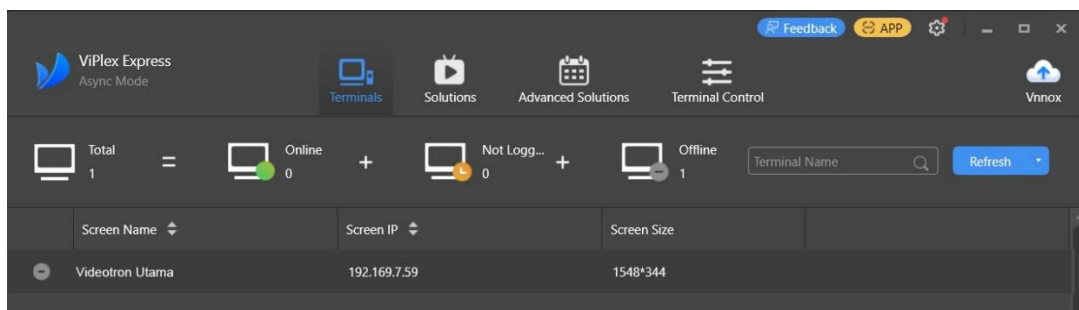 Feedback APP
ViPlex Express
Async Mode
Terminals Solutions Advanced Solutions Terminal Control Vnnox
Total = Online + Not Logg... + Offline
1 0 0 1
Terminal Name Refresh
Screen Name Screen IP Screen Size
Videotron Utama 192.169.7.59 1548*344